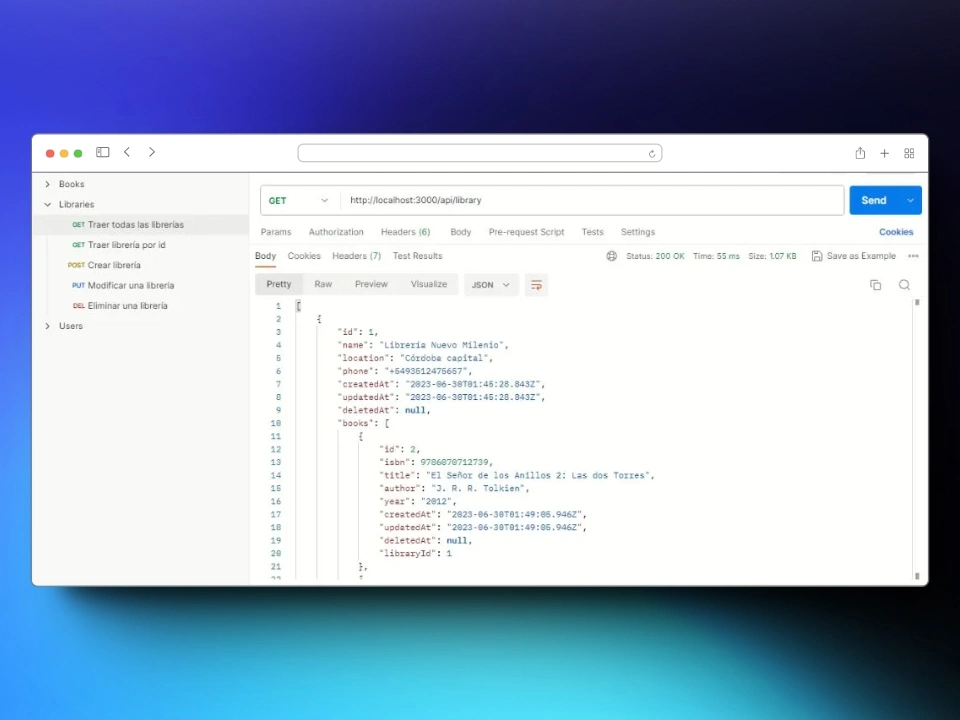 Books
Libraries
GET Traer todas las librerías
GET Traer librería por id
POST Crear librería
PUT Modificar una librería
DEL Eliminar una librería
Users
GET http://localhost:3000/api/library Send
Params Authorization Headers (6) Body Pre-request Script Tests Settings Cookies
Body Cookies Headers (7) Test Results Status: 200 OK Time: 55 ms Size: 1.07 KB Save as Example
Pretty Raw Preview Visualize JSON
1 [
2 {
3 "id": 1,
4 "name": "Libreria Nuevo Milenio",
5 "location": "Córdoba capital",
6 "phone": "+5493512475657",
7 "createdAt": "2023-06-30T01:45:28.843Z",
8 "updatedAt": "2023-06-30T01:45:28.843Z",
9 "deletedAt": null,
10 "books": [
11 {
12 "id": 2,
13 "isbn": 9786070712739,
14 "title": "El Señor de los Anillos 2: Las dos Torres",
15 "author": "J. R. R. Tolkien",
16 "year": "2012",
17 "createdAt": "2023-06-30T01:49:05.946Z",
18 "updatedAt": "2023-06-30T01:49:05.946Z",
19 "deletedAt": null,
20 "libraryId": 1
21 },